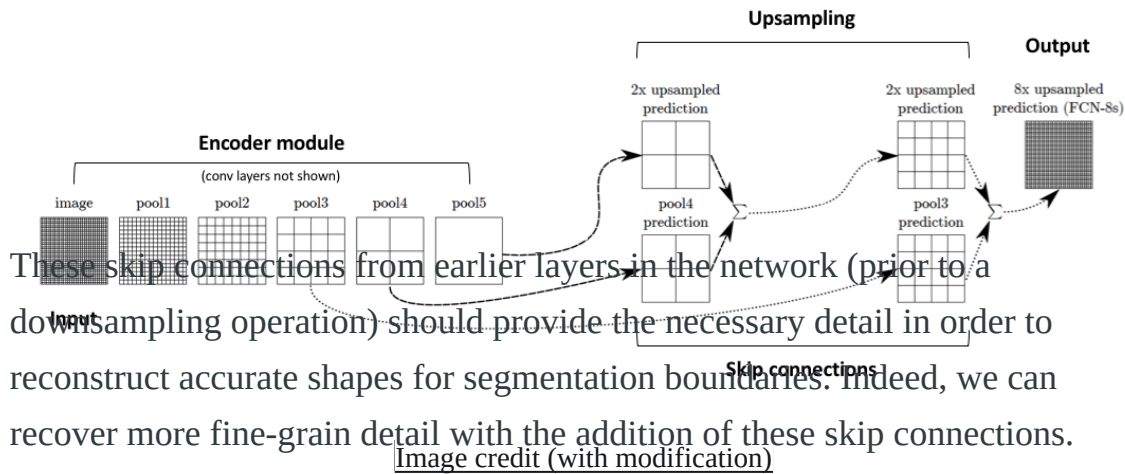 Upsampling
Output
2x upsampled
prediction
2x upsampled
prediction
8x upsampled
prediction (FCN-8s)
Encoder module
(conv layers not shown)
image pool1 pool2 pool3 pool4 pool5
pool4
prediction
pool3
prediction
Σ
Σ
Input
Skip connections
These skip connections from earlier layers in the network (prior to a
downsampling operation) should provide the necessary detail in order to
reconstruct accurate shapes for segmentation boundaries. Indeed, we can
recover more fine-grain detail with the addition of these skip connections.
Image credit (with modification)